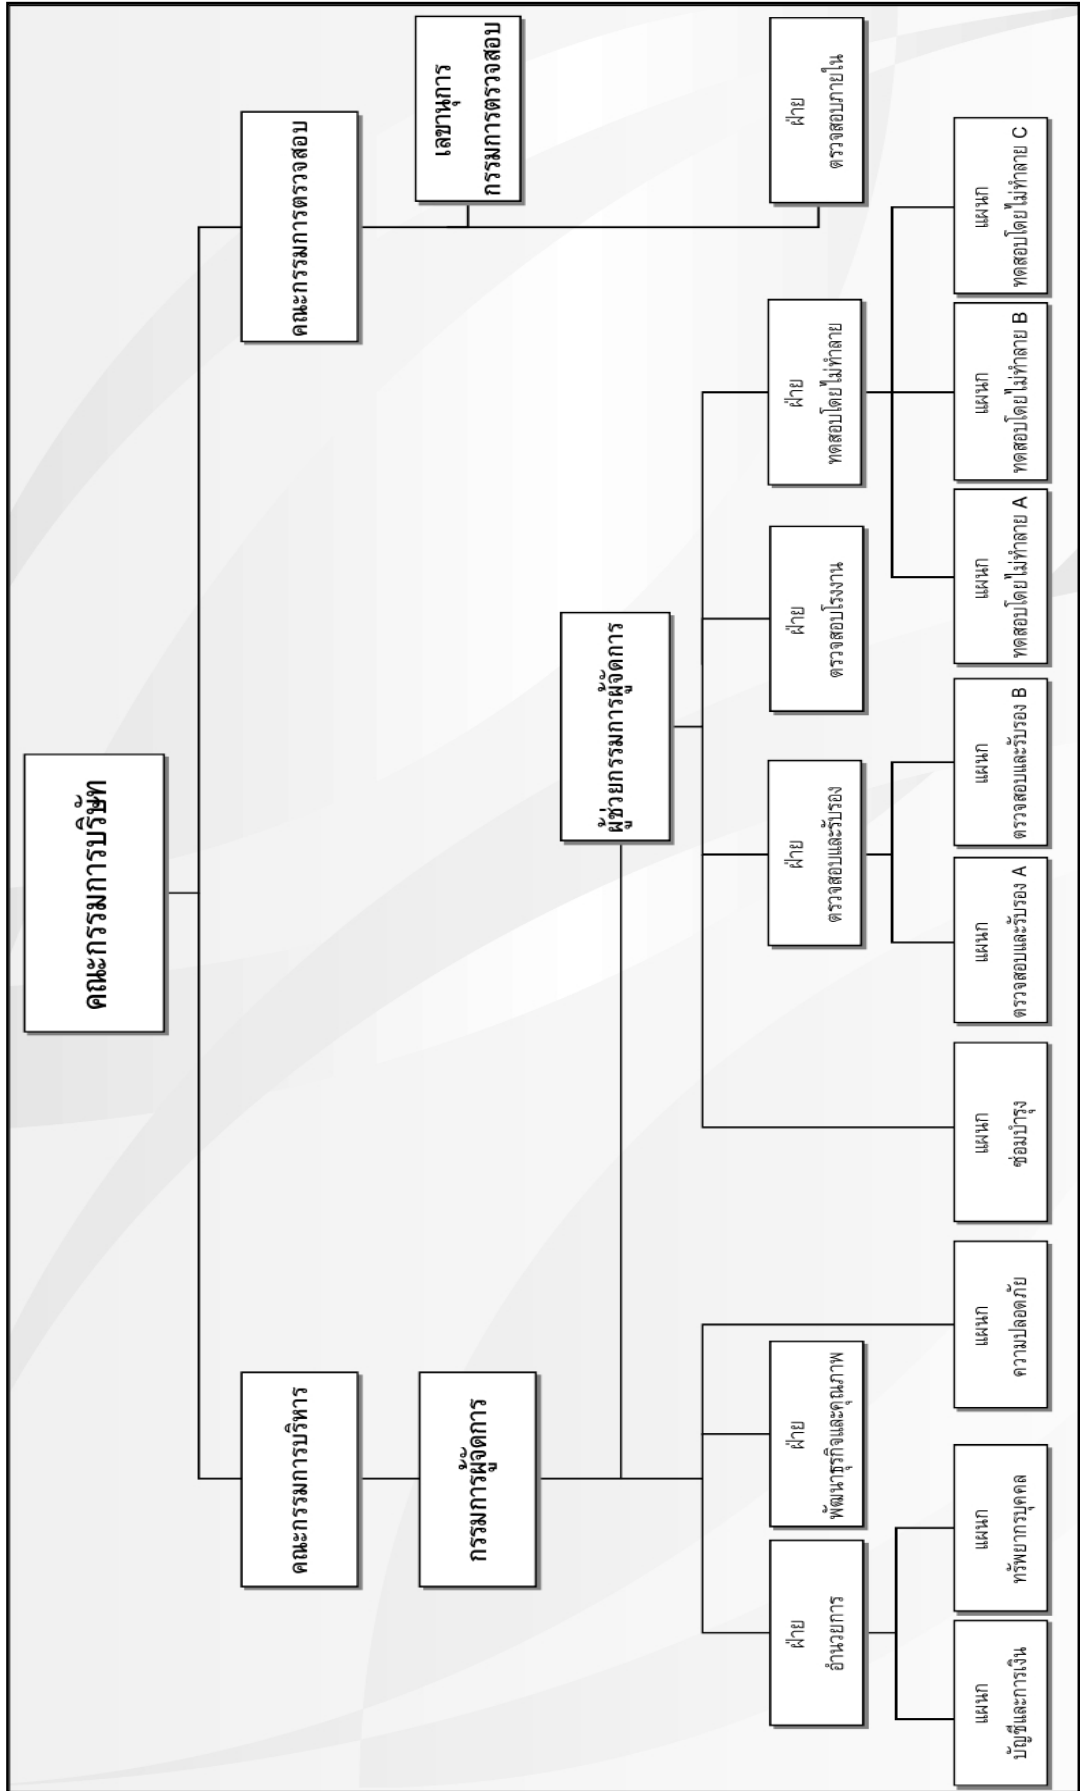 คณะกรรมการบริษัท
คณะกรรมการบริหาร
คณะกรรมการตรวจสอบ
กรรมการผู้จัดการ
เลขานุการ
กรรมการตรวจสอบ
ผู้ช่วยกรรมการผู้จัดการ
ฝ่าย
อำนวยการ
ฝ่าย
พัฒนาธุรกิจและคุณภาพ
ฝ่าย
ตรวจสอบและรับรอง
ฝ่าย
ตรวจสอบโรงงาน
ฝ่าย
ทดสอบโดยไม่ทำลาย
ฝ่าย
ตรวจสอบภายใน
แผนก
บัญชีและการเงิน
แผนก
ทรัพยากรบุคคล
แผนก
ความปลอดภัย
แผนก
ซ่อมบำรุง
แผนก
ตรวจสอบและรับรอง A
แผนก
ตรวจสอบและรับรอง B
แผนก
ทดสอบโดยไม่ทำลาย A
แผนก
ทดสอบโดยไม่ทำลาย B
แผนก
ทดสอบโดยไม่ทำลาย C